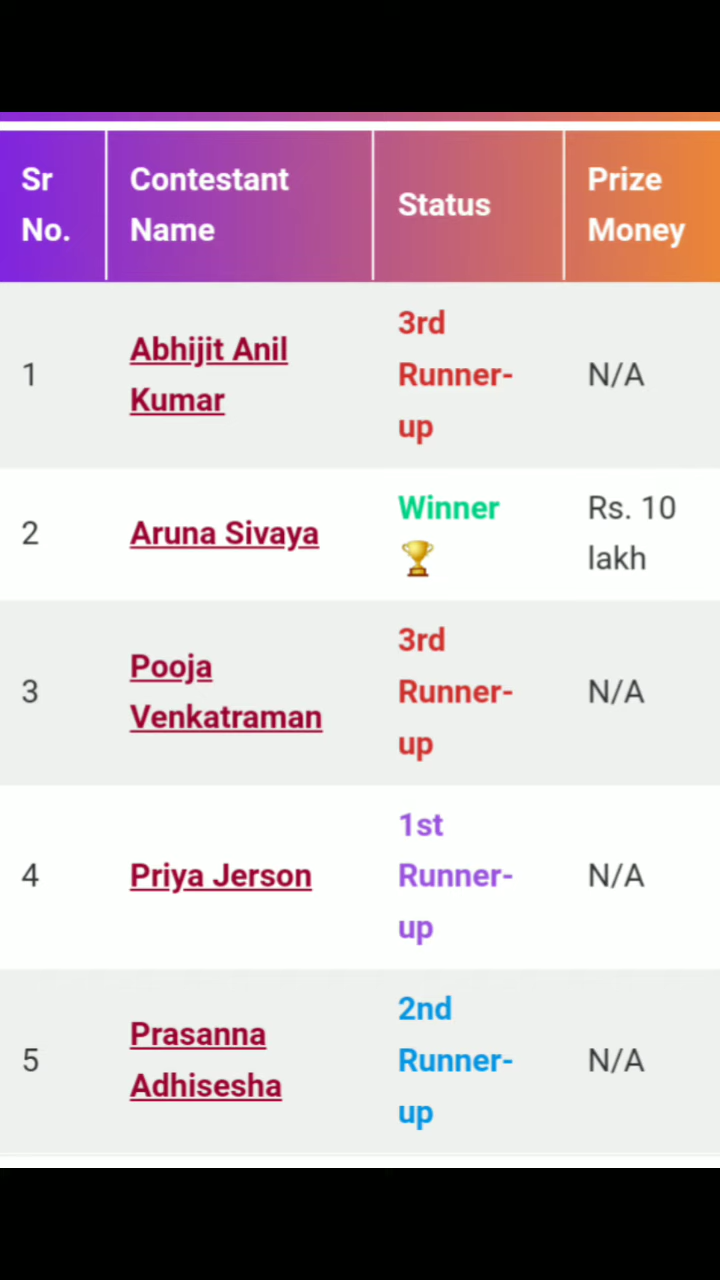 Sr No.
Contestant Name
Status
Prize Money
1
Abhijit Anil Kumar
3rd Runner-up
N/A
2
Aruna Sivaya
Winner 🏆
Rs. 10 lakh
3
Pooja Venkatraman
3rd Runner-up
N/A
4
Priya Jerson
1st Runner-up
N/A
5
Prasanna Adhisesha
2nd Runner-up
N/A